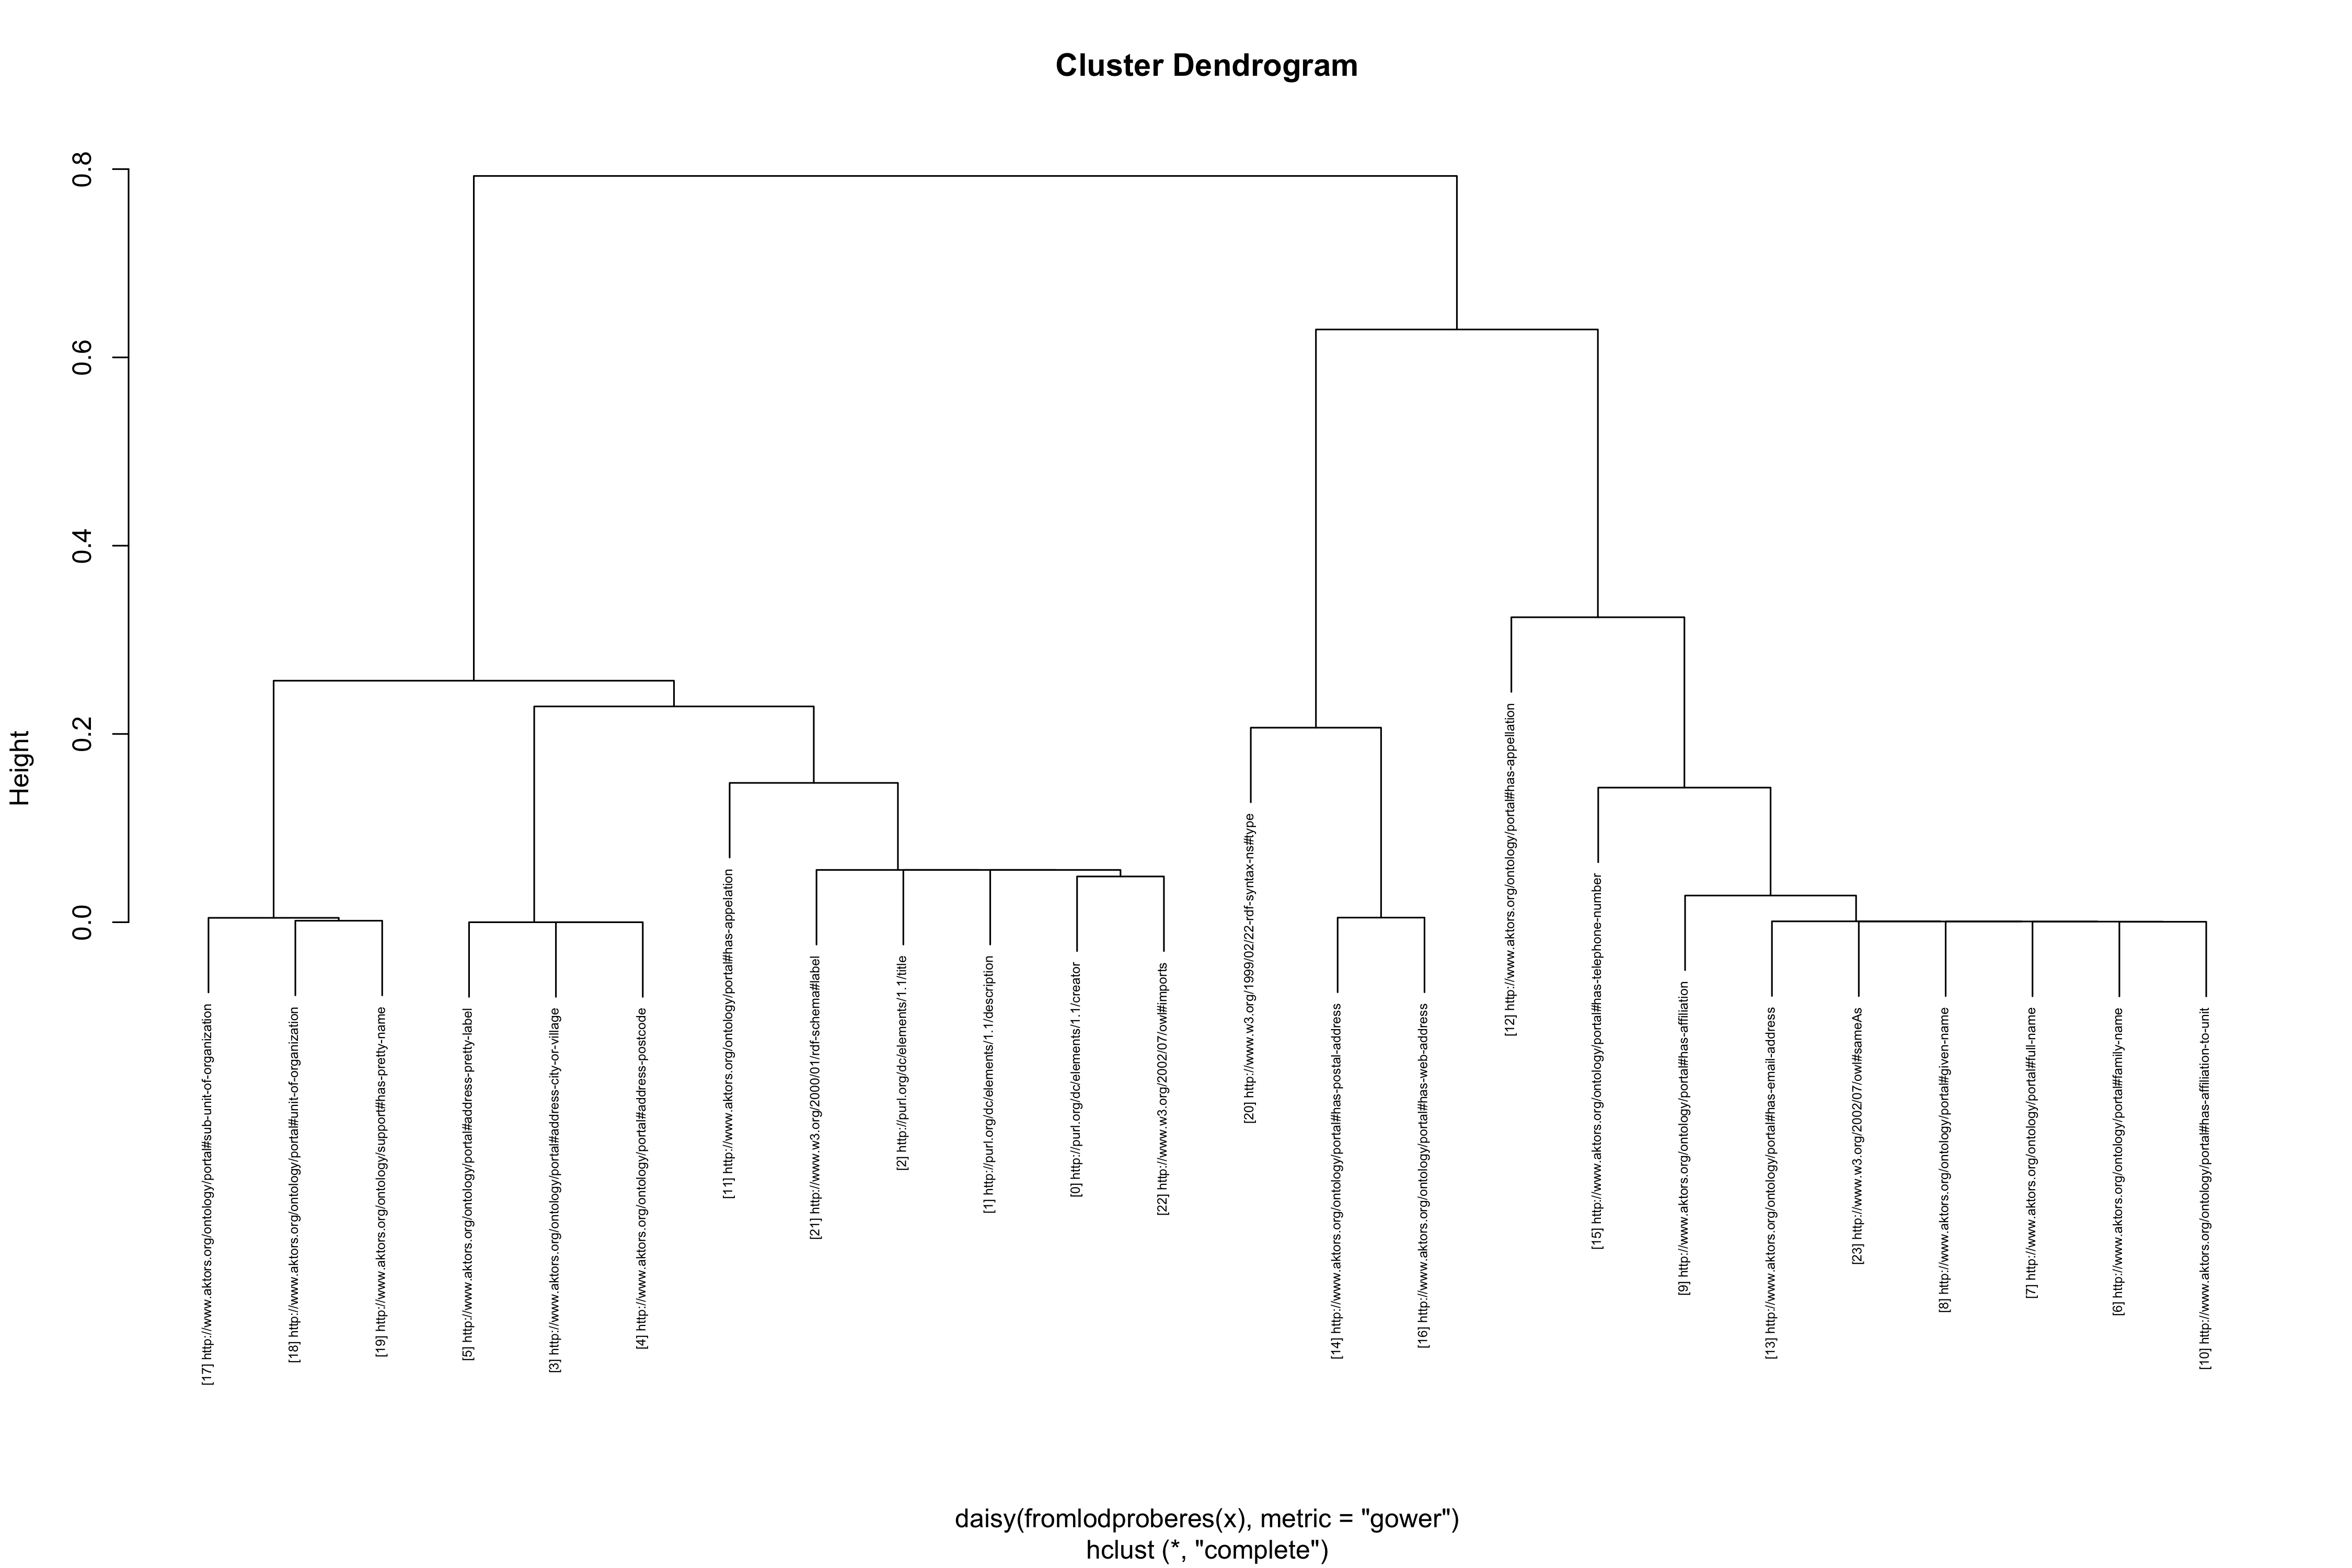 Cluster Dendrogram
Height
0.0
0.2
0.4
0.6
0.8
[17] http://www.aktors.org/ontology/portal#sub-unit-of-organization
[18] http://www.aktors.org/ontology/portal#unit-of-organization
[19] http://www.aktors.org/ontology/support#has-pretty-name
[5] http://www.aktors.org/ontology/portal#address-pretty-label
[3] http://www.aktors.org/ontology/portal#address-city-or-village
[4] http://www.aktors.org/ontology/portal#address-postcode
[11] http://www.aktors.org/ontology/portal#has-appelation
[21] http://www.w3.org/2000/01/rdf-schema#label
[2] http://purl.org/dc/elements/1.1/title
[1] http://purl.org/dc/elements/1.1/description
[0] http://purl.org/dc/elements/1.1/creator
[22] http://www.w3.org/2002/07/owl#imports
[20] http://www.w3.org/1999/02/22-rdf-syntax-ns#type
[14] http://www.aktors.org/ontology/portal#has-postal-address
[16] http://www.aktors.org/ontology/portal#has-web-address
[12] http://www.aktors.org/ontology/portal#has-appellation
[15] http://www.aktors.org/ontology/portal#has-telephone-number
[9] http://www.aktors.org/ontology/portal#has-affiliation
[13] http://www.aktors.org/ontology/portal#has-email-address
[23] http://www.w3.org/2002/07/owl#sameAs
[8] http://www.aktors.org/ontology/portal#given-name
[7] http://www.aktors.org/ontology/portal#full-name
[6] http://www.aktors.org/ontology/portal#family-name
[10] http://www.aktors.org/ontology/portal#has-affiliation-to-unit
daisy(fromlodproberes(x), metric = "gower")
hclust (*, "complete")